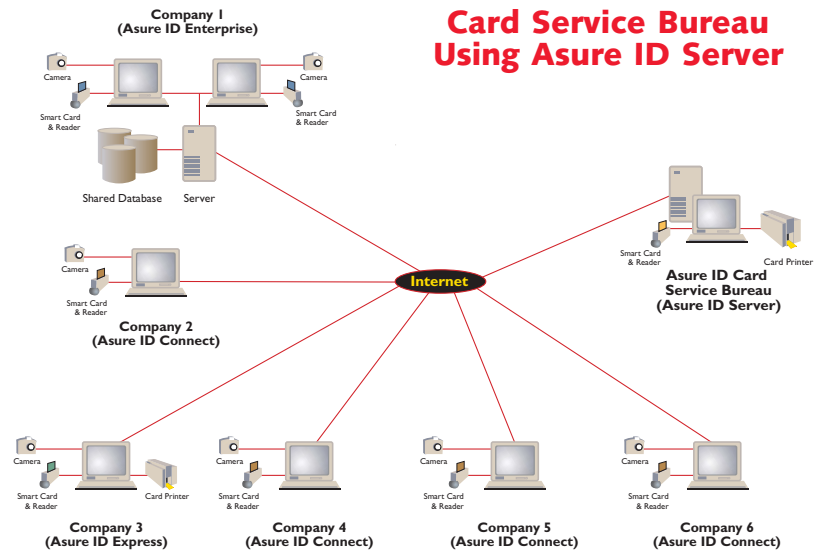 Card Service Bureau
Using Asure ID Server
Company 1
(Asure ID Enterprise)
Camera
Camera
Smart Card
& Reader
Smart Card
& Reader
Shared Database
Server
Camera
Smart Card
& Reader
Company 2
(Asure ID Connect)
Internet
Smart Card
& Reader
Card Printer
Asure ID Card
Service Bureau
(Asure ID Server)
Camera
Smart Card
& Reader
Card Printer
Company 3
(Asure ID Express)
Camera
Smart Card
& Reader
Company 4
(Asure ID Connect)
Camera
Smart Card
& Reader
Company 5
(Asure ID Connect)
Camera
Smart Card
& Reader
Company 6
(Asure ID Connect)